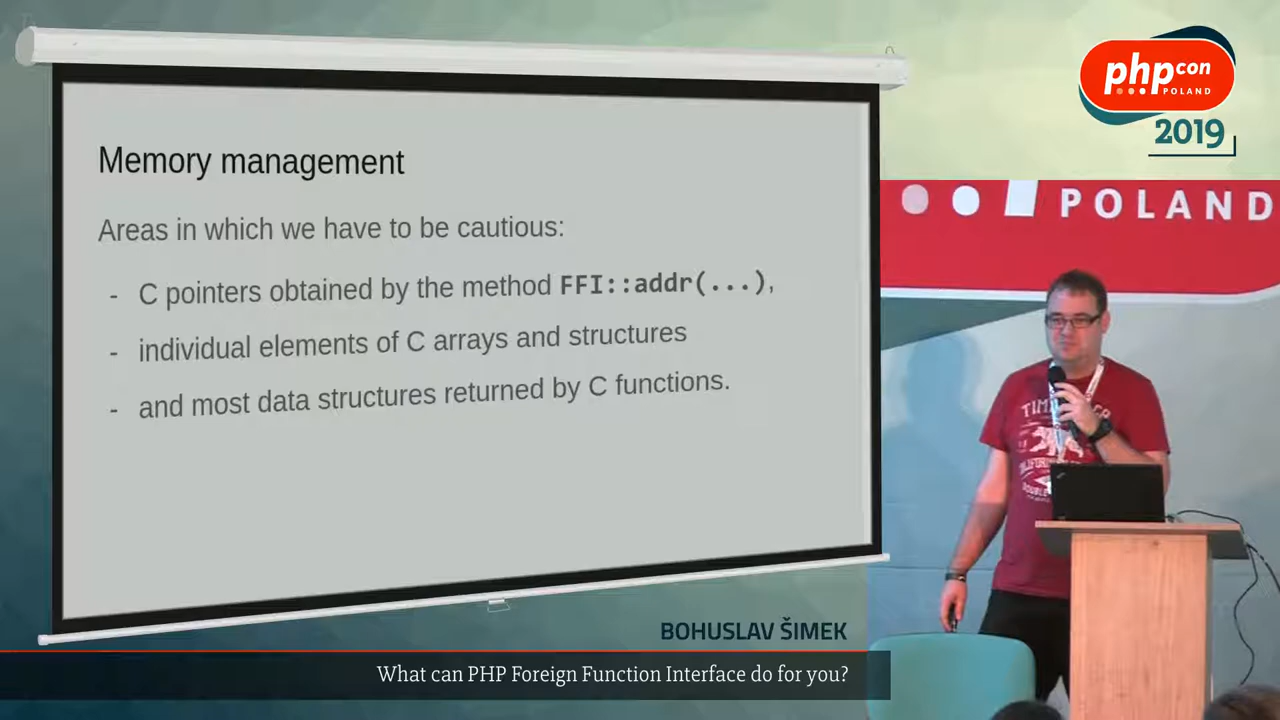 Memory management
Areas in which we have to be cautious:
- C pointers obtained by the method FFI::addr(...),
- individual elements of C arrays and structures
- and most data structures returned by C functions.
phpcon
POLAND
2019
POLAND
BOHUSLAV ŠIMEK
What can PHP Foreign Function Interface do for you?